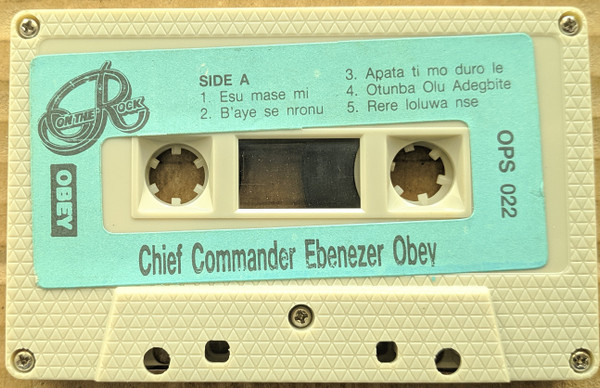 ON THE ROCK
OBEY
SIDE A
1. Esu mase mi
2. B'aye se nronu
3. Apata ti mo duro le
4. Otunba Olu Adegbite
5. Rere loluwa nse
OPS 022
Chief Commander Ebenezer Obey